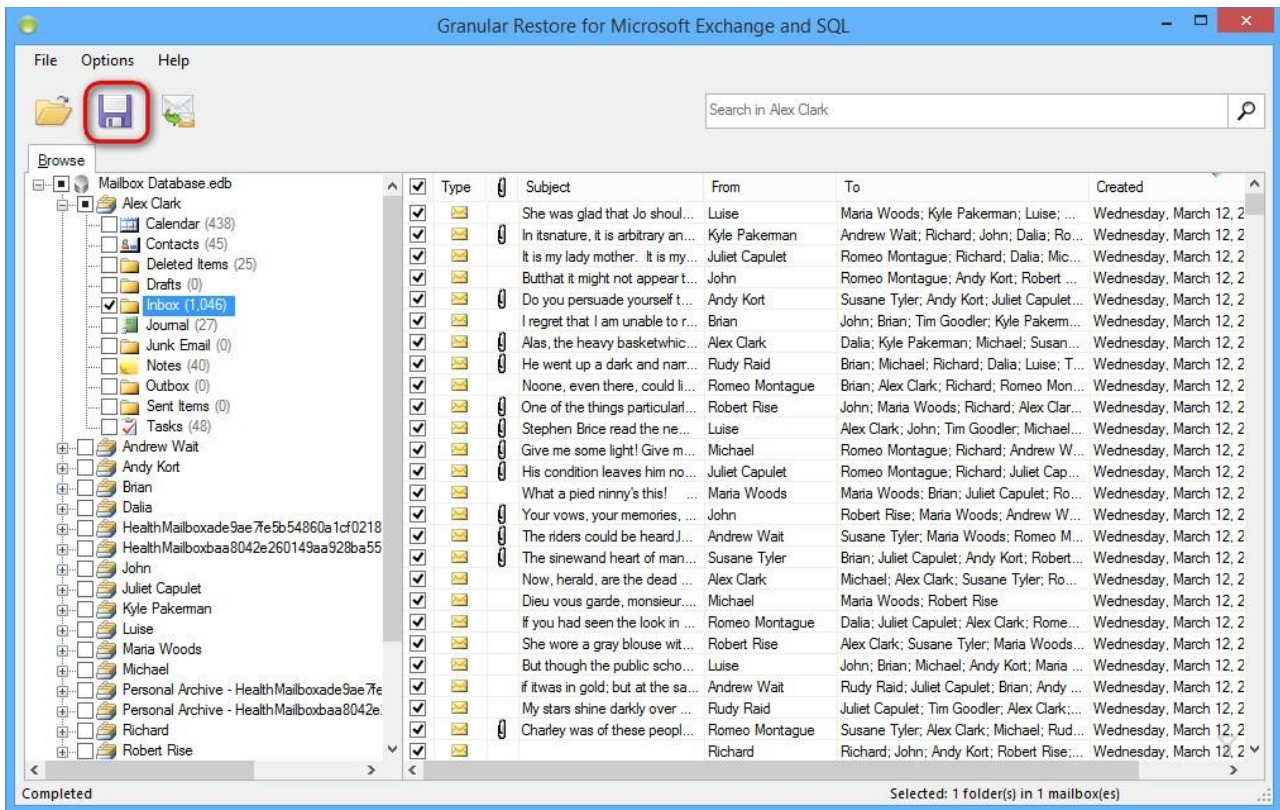 Granular Restore for Microsoft Exchange and SQL
File Options Help
Search in Alex Clark
Browse
Mailbox Database.edb
Alex Clark
Calendar (438)
Contacts (45)
Deleted Items (25)
Drafts (0)
Inbox (1,046)
Journal (27)
Junk Email (0)
Notes (40)
Outbox (0)
Sent Items (0)
Tasks (48)
Andrew Wait
Andy Kort
Brian
Dalia
HealthMailboxade9ae7fe5b54860a1cf0218
HealthMailboxbaa8042e260149aa928ba55
John
Juliet Capulet
Kyle Pakerman
Luise
Maria Woods
Michael
Personal Archive - HealthMailboxade9ae7fe
Personal Archive - HealthMailboxbaa8042e
Richard
Robert Rise
Type Subject From To Created
She was glad that Jo shoul... Luise Maria Woods; Kyle Pakerman; Luise; ... Wednesday, March 12, 2
In itsnature, it is arbitrary an... Kyle Pakerman Andrew Wait; Richard; John; Dalia; Ro... Wednesday, March 12, 2
It is my lady mother. It is my... Juliet Capulet Romeo Montague; Richard; Dalia; Mic... Wednesday, March 12, 2
Butthat it might not appear t... John Romeo Montague; Andy Kort; Robert ... Wednesday, March 12, 2
Do you persuade yourself t... Andy Kort Susane Tyler; Andy Kort; Juliet Capulet... Wednesday, March 12, 2
I regret that I am unable to r... Brian John; Brian; Tim Goodler; Kyle Pakerm... Wednesday, March 12, 2
Alas, the heavy basketwhic... Alex Clark Dalia; Kyle Pakerman; Michael; Susan... Wednesday, March 12, 2
He went up a dark and narr... Rudy Raid Brian; Michael; Richard; Dalia; Luise; T... Wednesday, March 12, 2
Noone, even there, could li... Romeo Montague Brian; Alex Clark; Richard; Romeo Mon... Wednesday, March 12, 2
One of the things particularl... Robert Rise John; Maria Woods; Richard; Alex Clar... Wednesday, March 12, 2
Stephen Brice read the ne... Luise Alex Clark; John; Tim Goodler; Michael... Wednesday, March 12, 2
Give me some light! Give m... Michael Romeo Montague; Richard; Andrew W... Wednesday, March 12, 2
His condition leaves him no... Juliet Capulet Romeo Montague; Richard; Juliet Cap... Wednesday, March 12, 2
What a pied ninny's this! ... Maria Woods Maria Woods; Brian; Juliet Capulet; Ro... Wednesday, March 12, 2
Your vows, your memories, ... John Robert Rise; Maria Woods; Andrew W... Wednesday, March 12, 2
The riders could be heard,l... Andrew Wait Susane Tyler; Maria Woods; Romeo M... Wednesday, March 12, 2
The sinewand heart of man... Susane Tyler Brian; Juliet Capulet; Andy Kort; Robert... Wednesday, March 12, 2
Now, herald, are the dead ... Alex Clark Michael; Alex Clark; Susane Tyler; Ro... Wednesday, March 12, 2
Dieu vous garde, monsieur.... Michael Maria Woods; Robert Rise Wednesday, March 12, 2
If you had seen the look in ... Romeo Montague Dalia; Juliet Capulet; Alex Clark; Rome... Wednesday, March 12, 2
She wore a gray blouse wit... Robert Rise Alex Clark; Susane Tyler; Maria Woods... Wednesday, March 12, 2
But though the public scho... Luise John; Brian; Michael; Andy Kort; Maria ... Wednesday, March 12, 2
if itwas in gold; but at the sa... Andrew Wait Rudy Raid; Juliet Capulet; Brian; Andy ... Wednesday, March 12, 2
My stars shine darkly over ... Rudy Raid Juliet Capulet; Tim Goodler; Alex Clark;... Wednesday, March 12, 2
Charley was of these peopl... Romeo Montague Susane Tyler; Alex Clark; Michael; Rud... Wednesday, March 12, 2
Richard Richard; John; Andy Kort; Robert Rise;... Wednesday, March 12, 2
Completed Selected: 1 folder(s) in 1 mailbox(es)